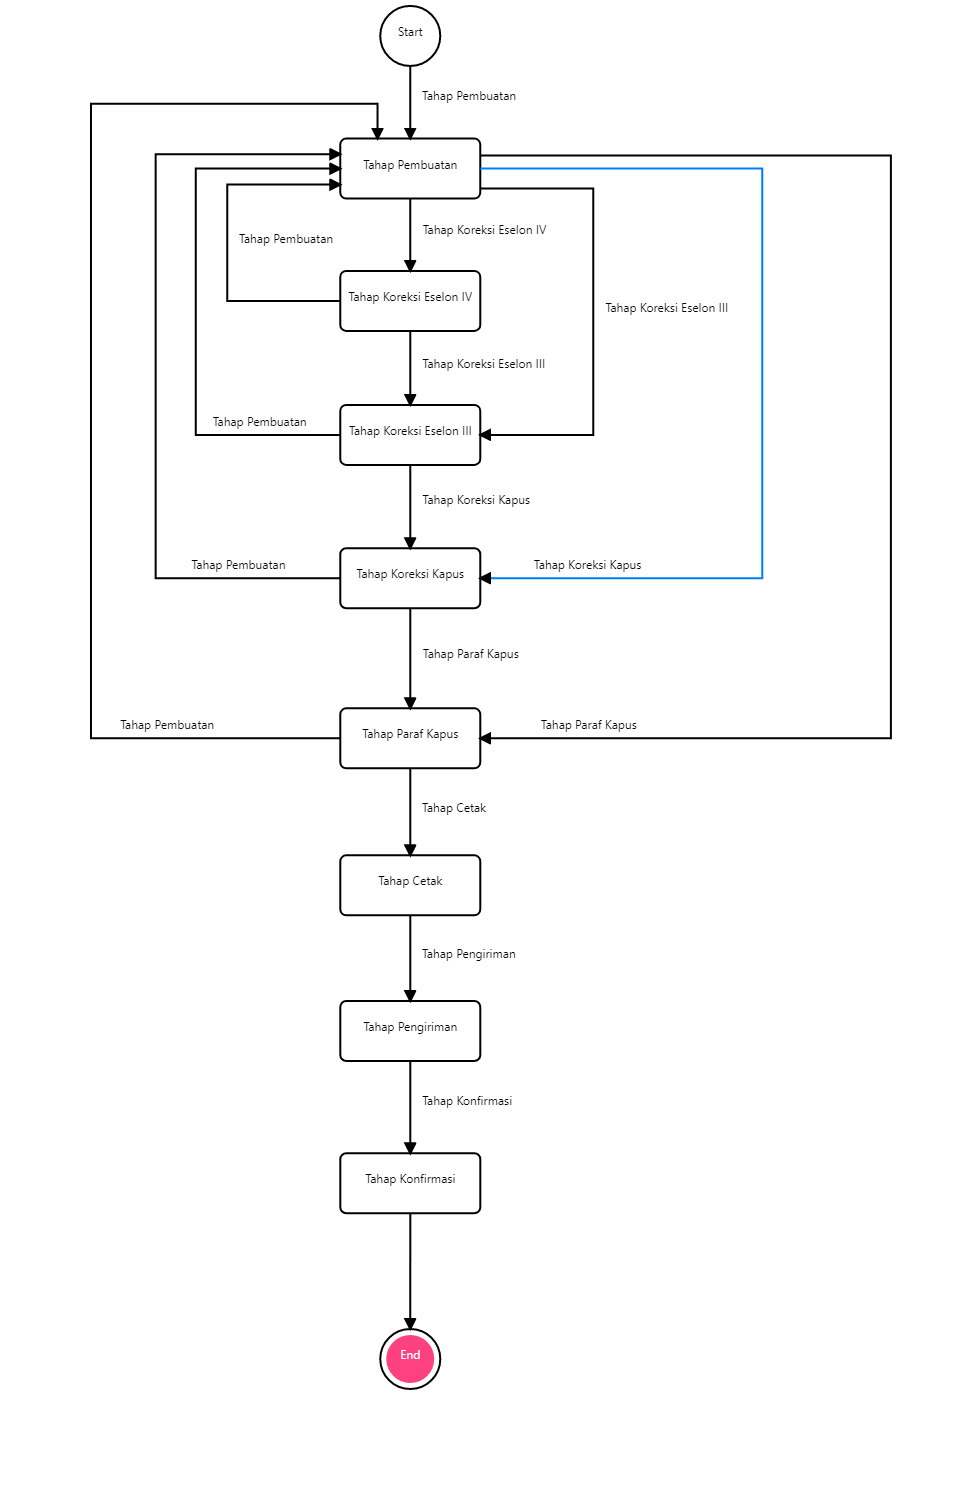 Start
Tahap Pembuatan
Tahap Pembuatan
Tahap Koreksi Eselon IV
Tahap Pembuatan
Tahap Koreksi Eselon IV
Tahap Koreksi Eselon III
Tahap Koreksi Eselon III
Tahap Pembuatan
Tahap Koreksi Eselon III
Tahap Koreksi Kapus
Tahap Pembuatan
Tahap Koreksi Kapus
Tahap Koreksi Kapus
Tahap Paraf Kapus
Tahap Pembuatan
Tahap Paraf Kapus
Tahap Paraf Kapus
Tahap Cetak
Tahap Cetak
Tahap Pengiriman
Tahap Pengiriman
Tahap Konfirmasi
Tahap Konfirmasi
End